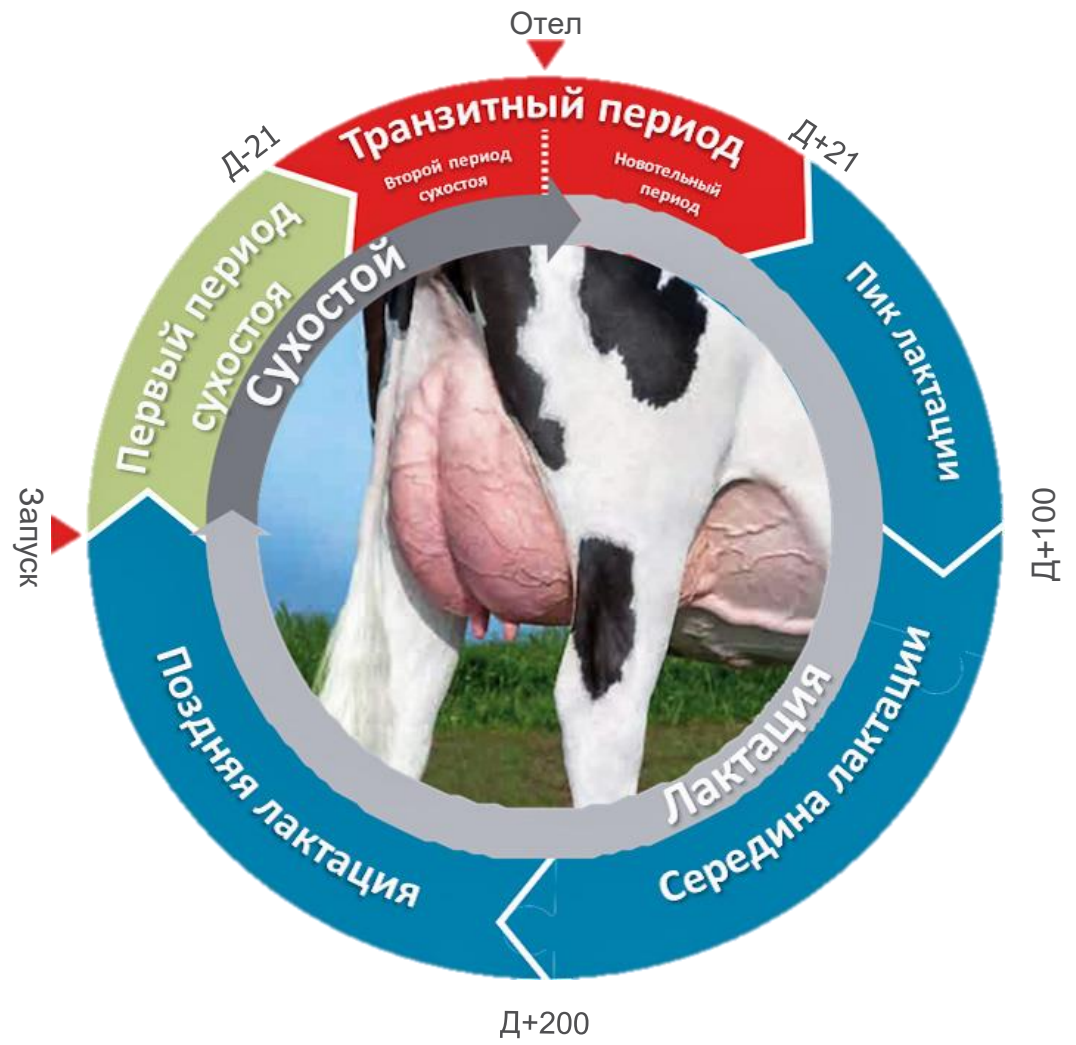 Отел
Транзитный период
Второй период
сухостоя
Новотельный
период
Д-21
Д+21
Первый период
сухостоя
Сухостой
Пик лактации
Запуск
Д+100
Поздняя лактация
Лактация
Середина лактации
Д+200